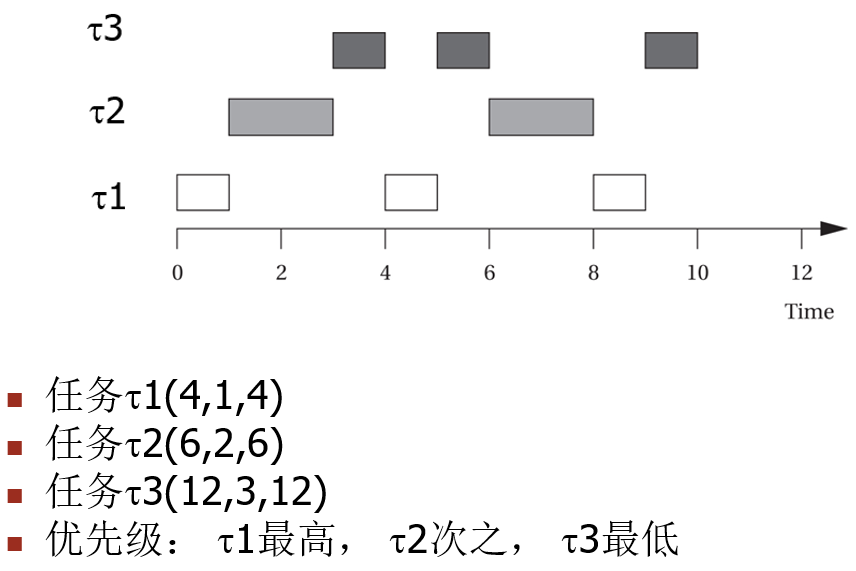 τ3
τ2
τ1
0 2 4 6 8 10 12
Time
任务τ1(4,1,4)
任务τ2(6,2,6)
任务τ3(12,3,12)
优先级： τ1最高， τ2次之， τ3最低